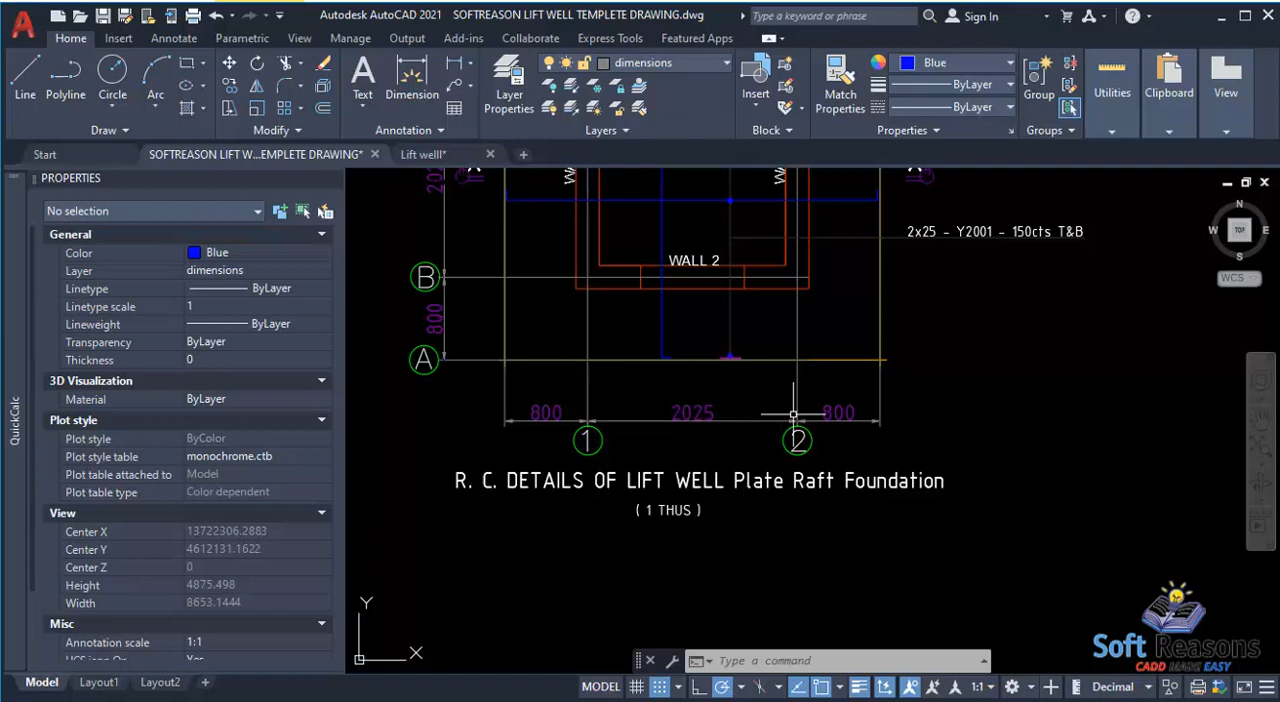 Autodesk AutoCAD 2021 SOFTREASON LIFT WELL TEMPLETE DRAWING.dwg
Type a keyword or phrase
Sign In
Home Insert Annotate Parametric View Manage Output Add-ins Collaborate Express Tools Featured Apps
Line Polyline Circle Arc
Draw
Modify
Text Dimension
Annotation
Layer Properties
dimensions
Layers
Insert
Block
Match Properties
Blue
ByLayer
ByLayer
Properties
Group
Groups
Utilities
Clipboard
View
Start
SOFTREASON LIFT W...EMPLETE DRAWING*
Lift welll*
PROPERTIES
No selection
General
Color Blue
Layer dimensions
Linetype ByLayer
Linetype scale 1
Lineweight ByLayer
Transparency ByLayer
Thickness 0
3D Visualization
Material ByLayer
Plot style
Plot style ByColor
Plot style table monochrome.ctb
Plot table attached to Model
Plot table type Color dependent
View
Center X 13722306.2883
Center Y 4612131.1622
Center Z 0
Height 4875.498
Width 8653.1444
Misc
Annotation scale 1:1
QuickCalc
2x25 - Y2001 - 150cts T&B
WALL 2
B
800
A
800 2025 800
1 2
R. C. DETAILS OF LIFT WELL Plate Raft Foundation
( 1 THUS )
N
W TOP E
S
WCS
Y
X
Type a command
Soft Reasons
CADD MADE EASY
Model Layout1 Layout2
MODEL
1:1
Decimal